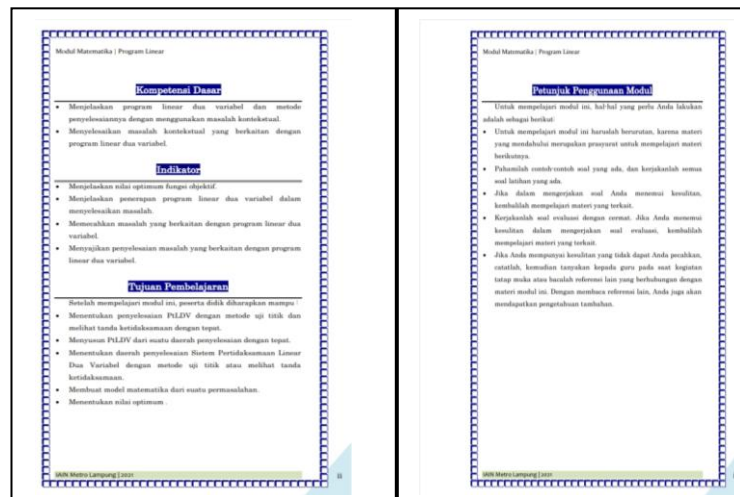 Modul Matematika | Program Linear
Kompetensi Dasar
• Menjelaskan program linear dua variabel dan metode
penyelesaiannya dengan menggunakan masalah kontekstual.
• Menyelesaikan masalah kontekstual yang berkaitan dengan
program linear dua variabel.
Indikator
• Menjelaskan nilai optimum fungsi objektif.
• Menjelaskan penerapan program linear dua variabel dalam
menyelesaikan masalah.
• Memecahkan masalah yang berkaitan dengan program linear dua
variabel.
• Menyajikan penyelesaian masalah yang berkaitan dengan program
linear dua variabel.
Tujuan Pembelajaran
Setelah mempelajari modul ini, peserta didik diharapkan mampu :
• Menentukan penyelesaian PtLDV dengan metode uji titik dan
melihat tanda ketidaksamaan dengan tepat.
• Menyusun PtLDV dari suatu daerah penyelesaian dengan tepat.
• Menentukan daerah penyelesaian Sistem Pertidaksamaan Linear
Dua Variabel dengan metode uji titik atau melihat tanda
ketidaksamaan.
• Membuat model matematika dari suatu permasalahan.
• Menentukan nilai optimum .
IAIN Metro Lampung | 2021
Modul Matematika | Program Linear
Petunjuk Penggunaan Modul
Untuk mempelajari modul ini, hal-hal yang perlu Anda lakukan
adalah sebagai berikut:
• Untuk mempelajari modul ini haruslah berurutan, karena materi
yang mendahului merupakan prasyarat untuk mempelajari materi
berikutnya.
• Pahamilah contoh-contoh soal yang ada, dan kerjakanlah semua
soal latihan yang ada.
• Jika dalam mengerjakan soal Anda menemui kesulitan,
kembalilah mempelajari materi yang terkait.
• Kerjakanlah soal evaluasi dengan cermat. Jika Anda menemui
kesulitan dalam mengerjakan soal evaluasi, kembalilah
mempelajari materi yang terkait.
• Jika Anda mempunyai kesulitan yang tidak dapat Anda pecahkan,
catatlah, kemudian tanyakan kepada guru pada saat kegiatan
tatap muka atau bacalah referensi lain yang berhubungan dengan
materi modul ini. Dengan membaca referensi lain, Anda juga akan
mendapatkan pengetahuan tambahan.
IAIN Metro Lampung | 2021